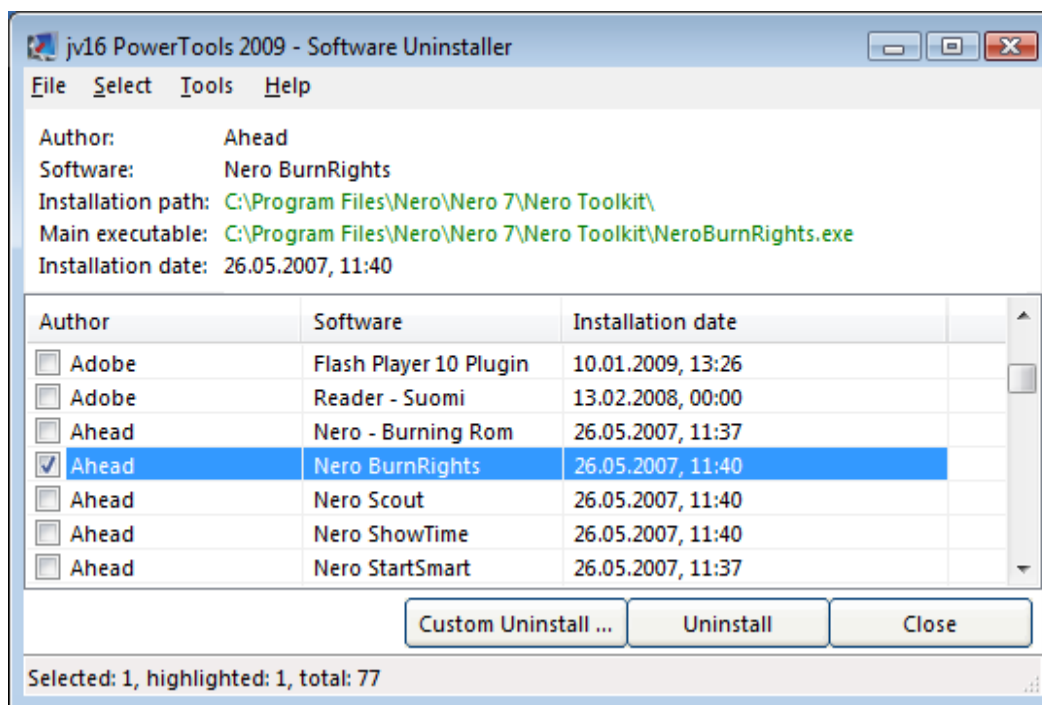 jv16 PowerTools 2009 - Software Uninstaller
File Select Tools Help
Author: Ahead
Software: Nero BurnRights
Installation path: C:\Program Files\Nero\Nero 7\Nero Toolkit\
Main executable: C:\Program Files\Nero\Nero 7\Nero Toolkit\NeroBurnRights.exe
Installation date: 26.05.2007, 11:40
Author Software Installation date
Adobe Flash Player 10 Plugin 10.01.2009, 13:26
Adobe Reader - Suomi 13.02.2008, 00:00
Ahead Nero - Burning Rom 26.05.2007, 11:37
Ahead Nero BurnRights 26.05.2007, 11:40
Ahead Nero Scout 26.05.2007, 11:40
Ahead Nero ShowTime 26.05.2007, 11:40
Ahead Nero StartSmart 26.05.2007, 11:37
Custom Uninstall ... Uninstall Close
Selected: 1, highlighted: 1, total: 77